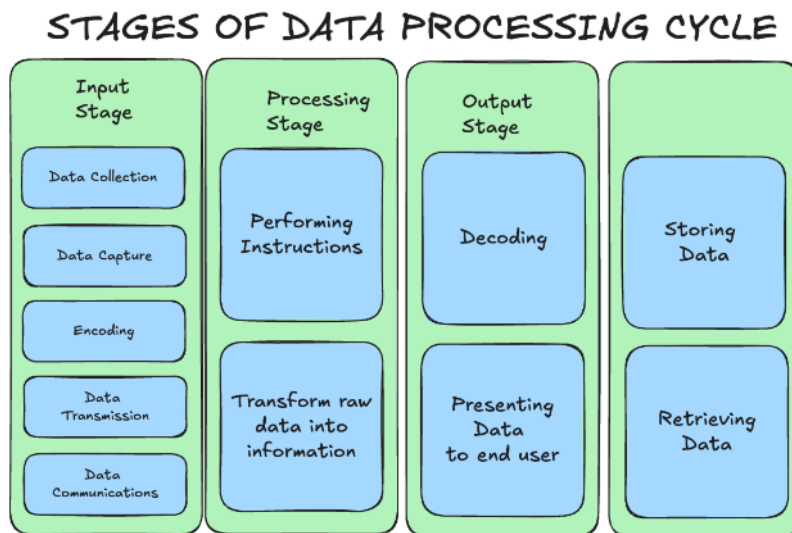 STAGES OF DATA PROCESSING CYCLE
Input
Stage
Data Collection
Data Capture
Encoding
Data
Transmission
Data
Communications
Processing
Stage
Performing
Instructions
Transform raw
data into
information
Output
Stage
Decoding
Presenting
Data
to end user
Storing
Data
Retrieving
Data